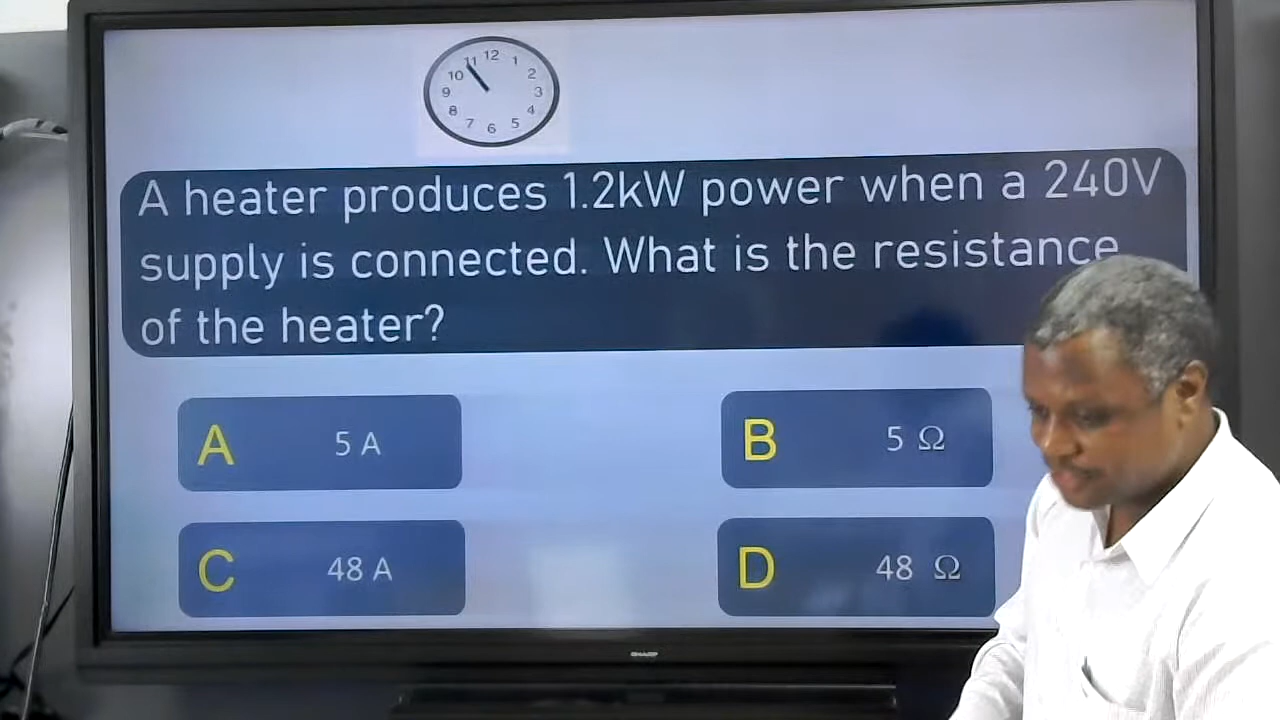 12
11
1
10
2
9
3
8
4
7
5
6
A heater produces 1.2kW power when a 240V
supply is connected. What is the resistance
of the heater?
A 5 A
B 5 Ω
C 48 A
D 48 Ω
SHARP